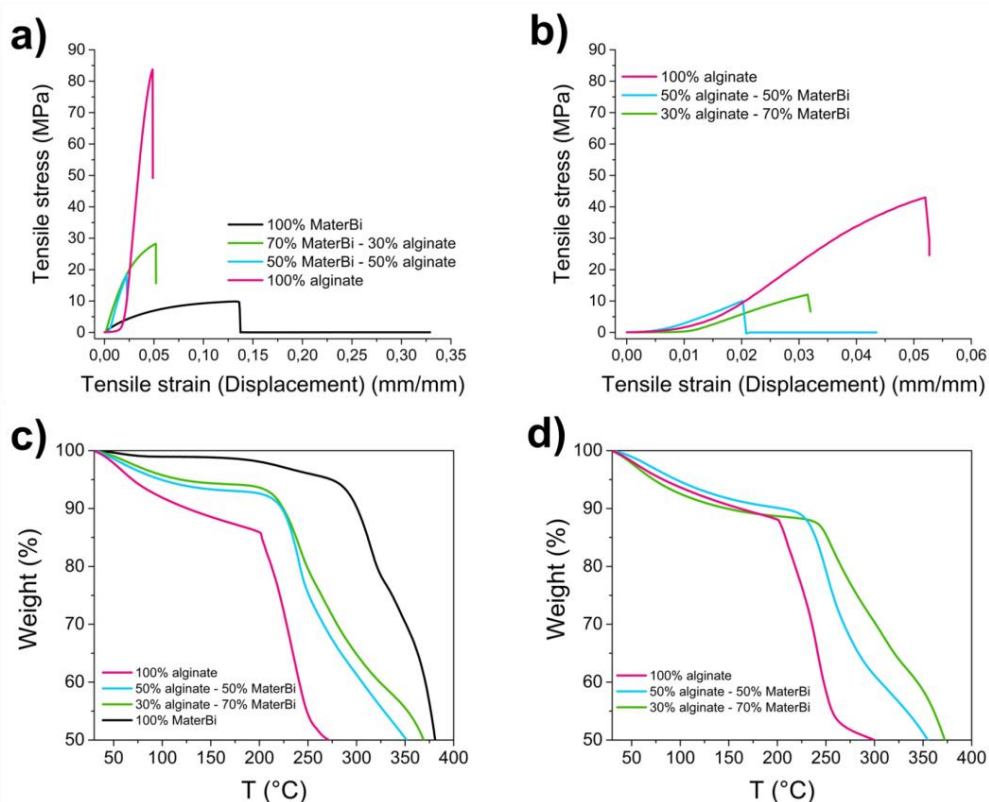 a)
90
80
70
60
50
40
30
20
10
0
Tensile stress (MPa)
100% MaterBi
70% MaterBi - 30% alginate
50% MaterBi - 50% alginate
100% alginate
0,00 0,05 0,10 0,15 0,20 0,25 0,30 0,35
Tensile strain (Displacement) (mm/mm)
b)
90
80
70
60
50
40
30
20
10
0
Tensile stress (MPa)
100% alginate
50% alginate - 50% MaterBi
30% alginate - 70% MaterBi
0,00 0,01 0,02 0,03 0,04 0,05 0,06
Tensile strain (Displacement) (mm/mm)
c)
100
90
80
70
60
50
Weight (%)
100% alginate
50% alginate - 50% MaterBi
30% alginate - 70% MaterBi
100% MaterBi
50 100 150 200 250 300 350 400
T (°C)
d)
100
90
80
70
60
50
Weight (%)
100% alginate
50% alginate - 50% MaterBi
30% alginate - 70% MaterBi
50 100 150 200 250 300 350 400
T (°C)